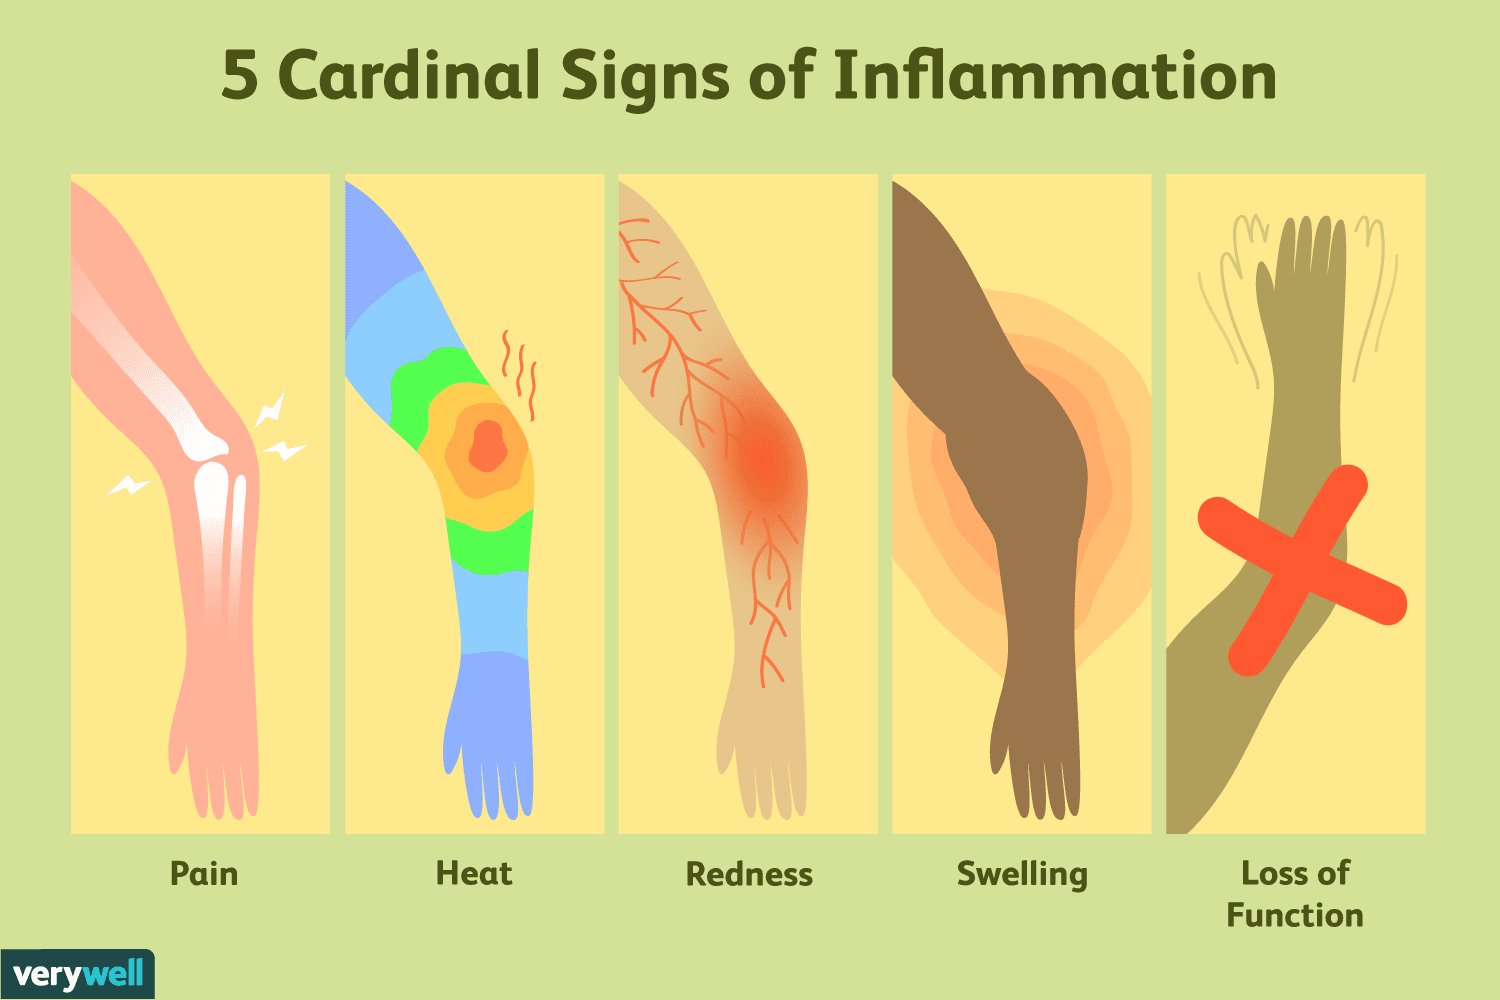 5 Cardinal Signs of Inflammation
Pain
Heat
Redness
Swelling
Loss of
Function
verywell